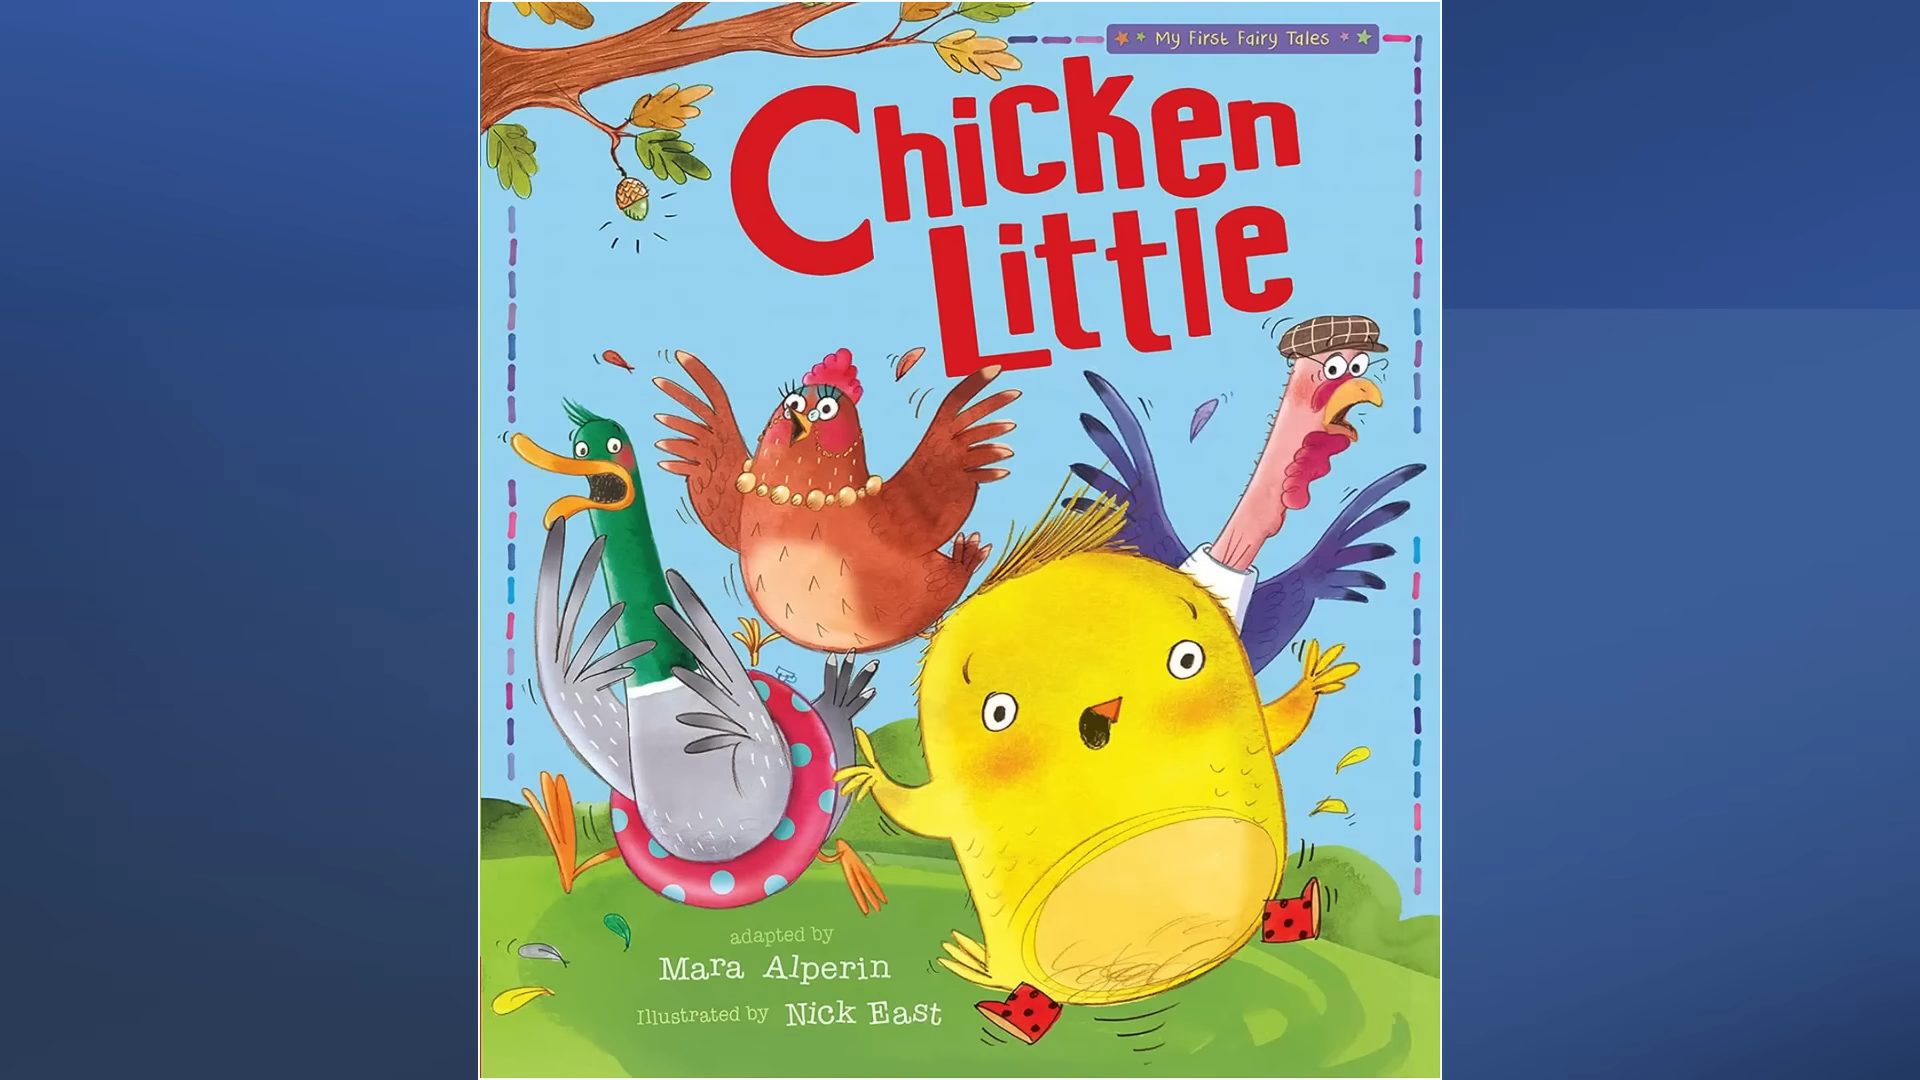 My First Fairy Tales
Chicken
Little
adapted by
Mara Alperin
Illustrated by Nick East